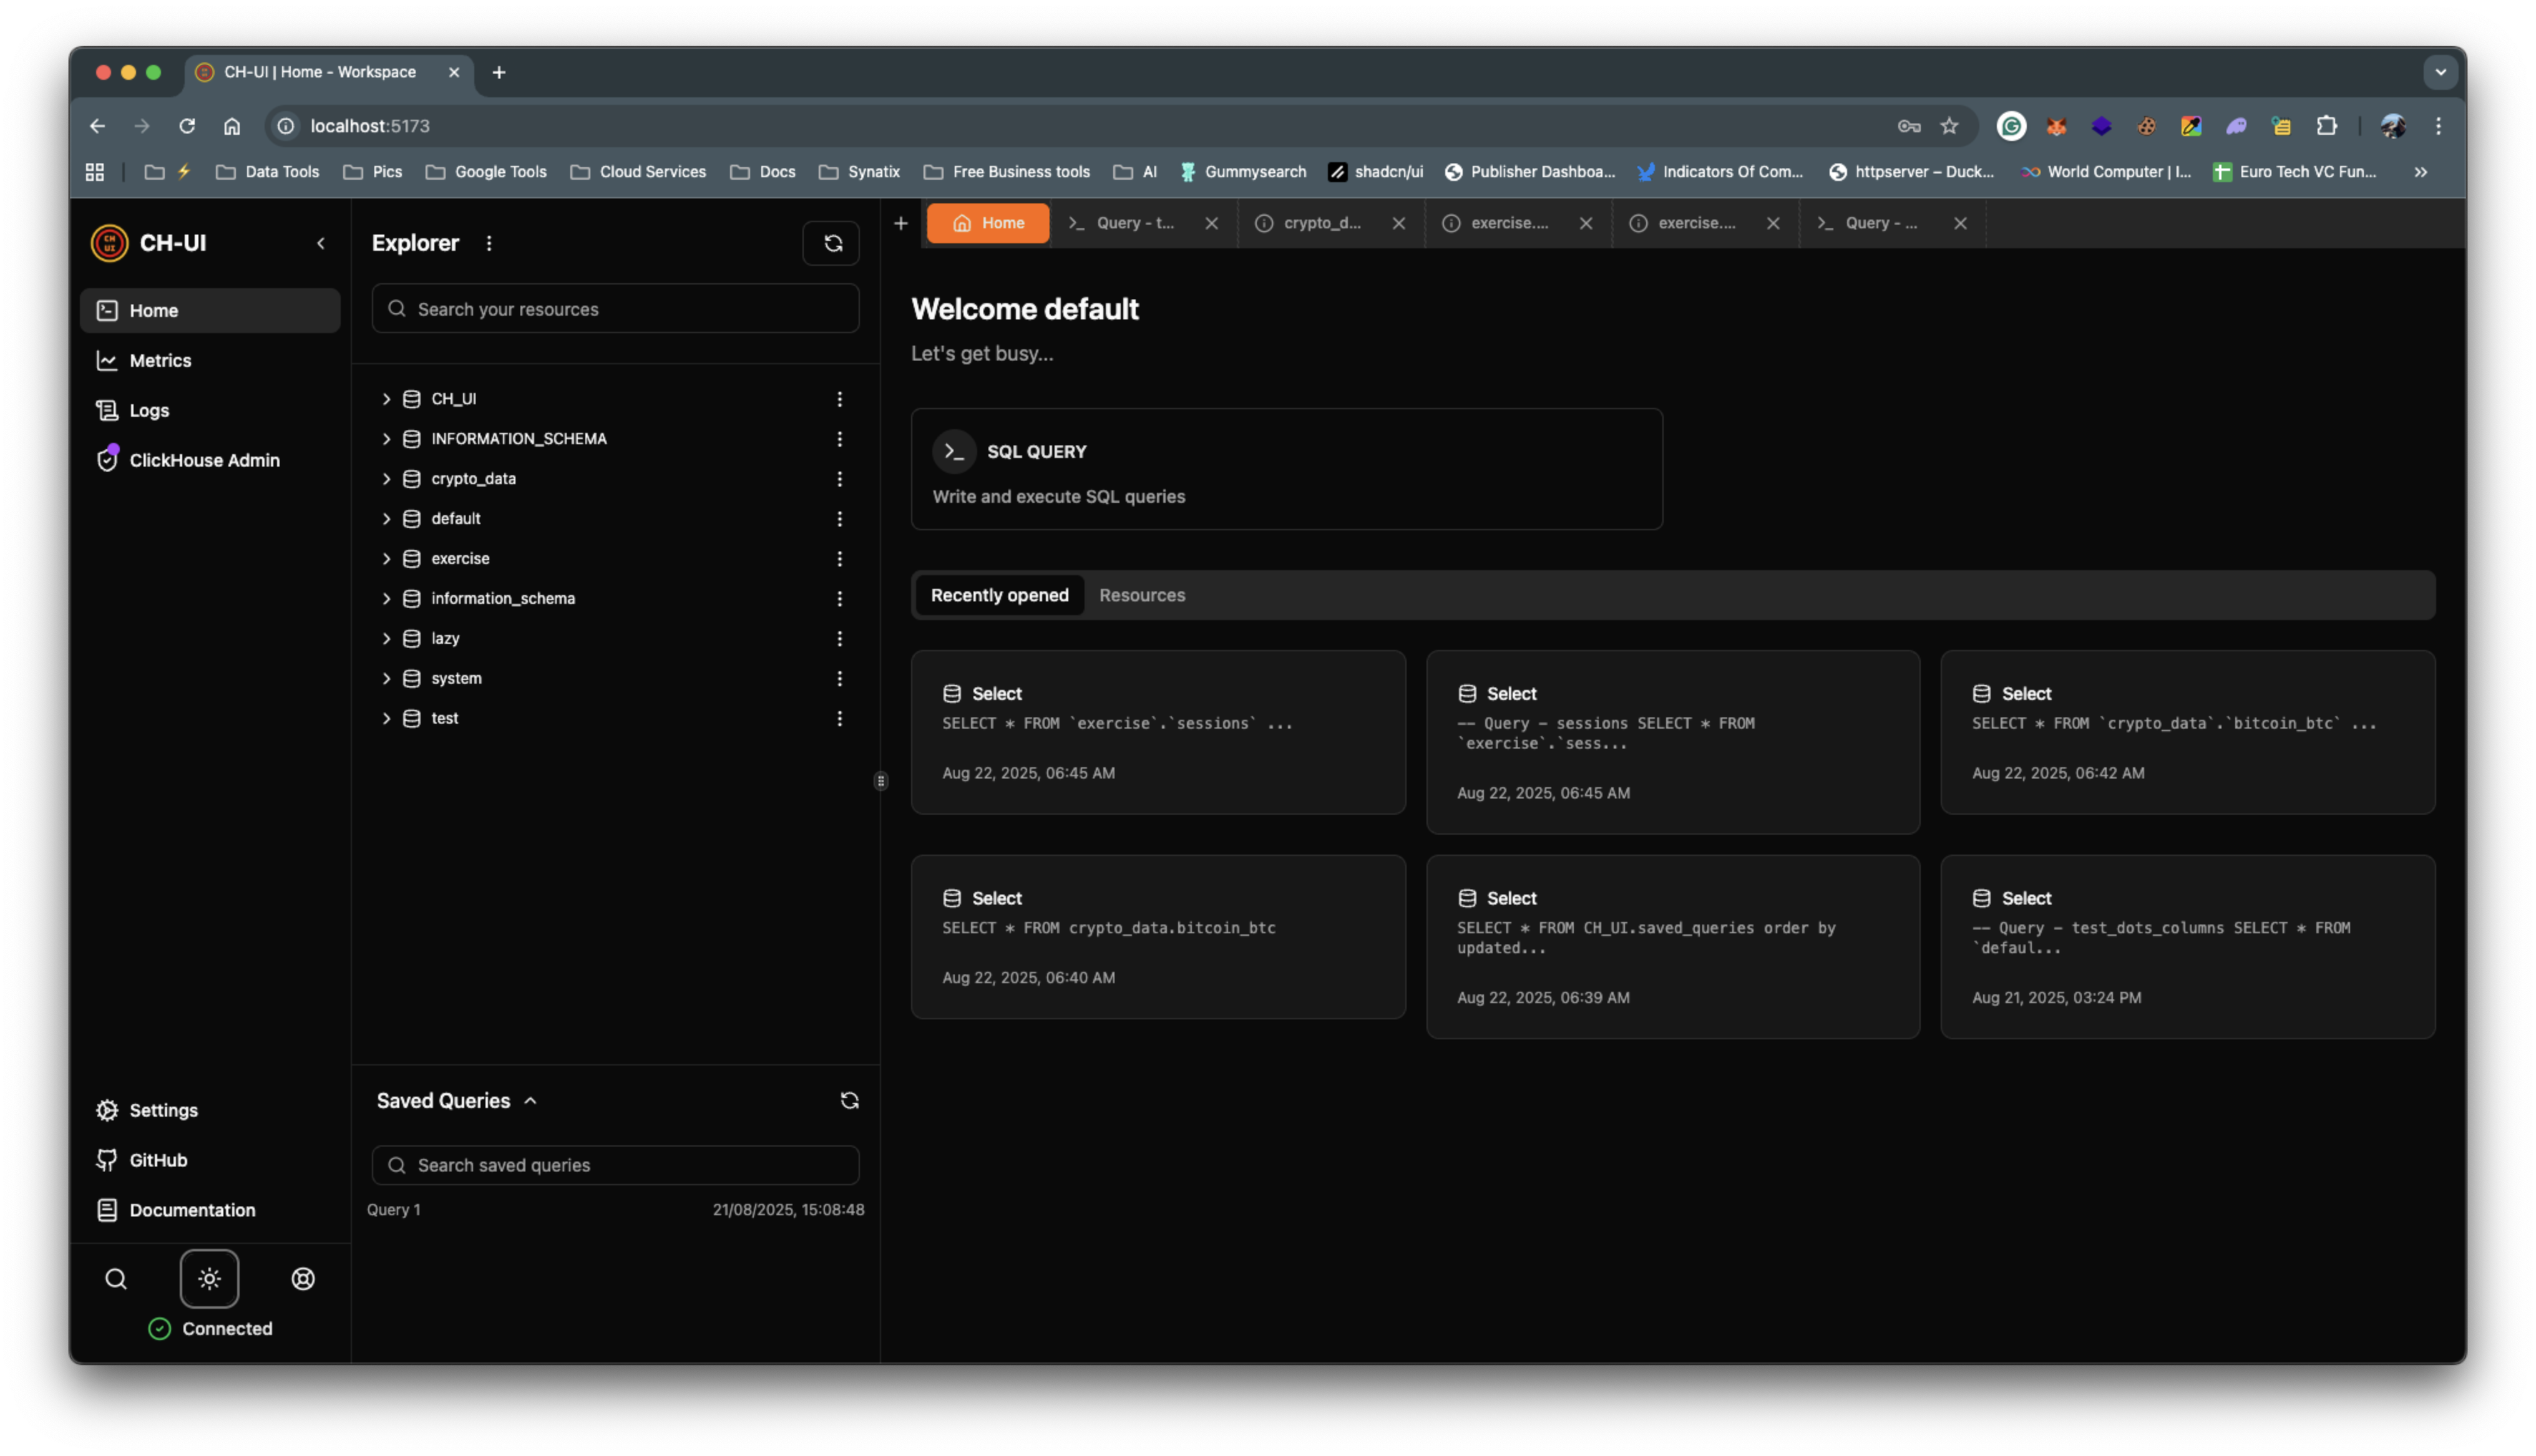 CH-UI | Home - Workspace
localhost:5173
Data Tools
Pics
Google Tools
Cloud Services
Docs
Synatix
Free Business tools
AI
Gummysearch
shadcn/ui
Publisher Dashboa...
Indicators Of Com...
httpserver – Duck...
World Computer | I...
Euro Tech VC Fun...
CH-UI
Home
Metrics
Logs
ClickHouse Admin
Settings
GitHub
Documentation
Connected
Explorer
Search your resources
CH_UI
INFORMATION_SCHEMA
crypto_data
default
exercise
information_schema
lazy
system
test
Saved Queries
Search saved queries
Query 1
21/08/2025, 15:08:48
Home
Query - t...
crypto_d...
exercise....
exercise....
Query - ...
Welcome default
Let's get busy...
SQL QUERY
Write and execute SQL queries
Recently opened
Resources
Select
SELECT * FROM `exercise`.`sessions` ...
Aug 22, 2025, 06:45 AM
Select
-- Query - sessions SELECT * FROM
`exercise`.`sess...
Aug 22, 2025, 06:45 AM
Select
SELECT * FROM `crypto_data`.`bitcoin_btc` ...
Aug 22, 2025, 06:42 AM
Select
SELECT * FROM crypto_data.bitcoin_btc
Aug 22, 2025, 06:40 AM
Select
SELECT * FROM CH_UI.saved_queries order by
updated...
Aug 22, 2025, 06:39 AM
Select
-- Query - test_dots_columns SELECT * FROM
`defaul...
Aug 21, 2025, 03:24 PM